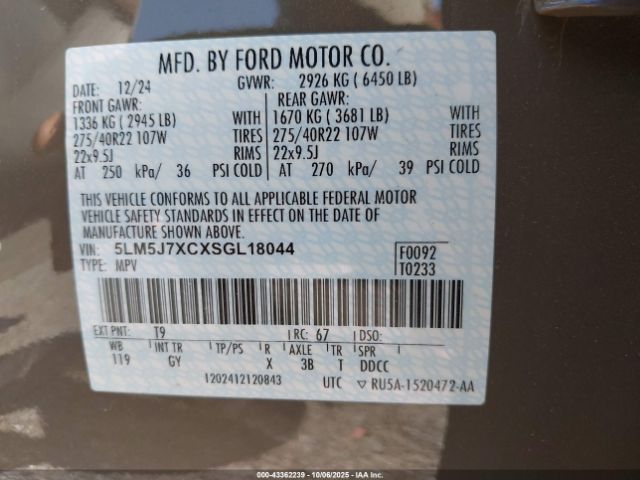 MFD. BY FORD MOTOR CO.
DATE: 12/24 GVWR: 2926 KG ( 6450 LB)
FRONT GAWR: REAR GAWR:
1336 KG ( 2945 LB) WITH 1670 KG ( 3681 LB) WITH
275/40R22 107W TIRES 275/40R22 107W TIRES
22x9.5J RIMS 22x9.5J RIMS
AT 250 kPa/ 36 PSI COLD AT 270 kPa/ 39 PSI COLD
THIS VEHICLE CONFORMS TO ALL APPLICABLE FEDERAL MOTOR
VEHICLE SAFETY STANDARDS IN EFFECT ON THE DATE OF
MANUFACTURE SHOWN ABOVE.
VIN: 5LM5J7XCXSGL18044 F0092
TYPE: MPV T0233
EXT PNT: T9 RC: 67 DSO:
WB INT TR TP/PS R AXLE TR SPR
119 GY X 3B T DDCC
1202412120843 UTC ▽ RU5A-1520472-AA
000-43362239 - 10/06/2025 - IAA Inc.